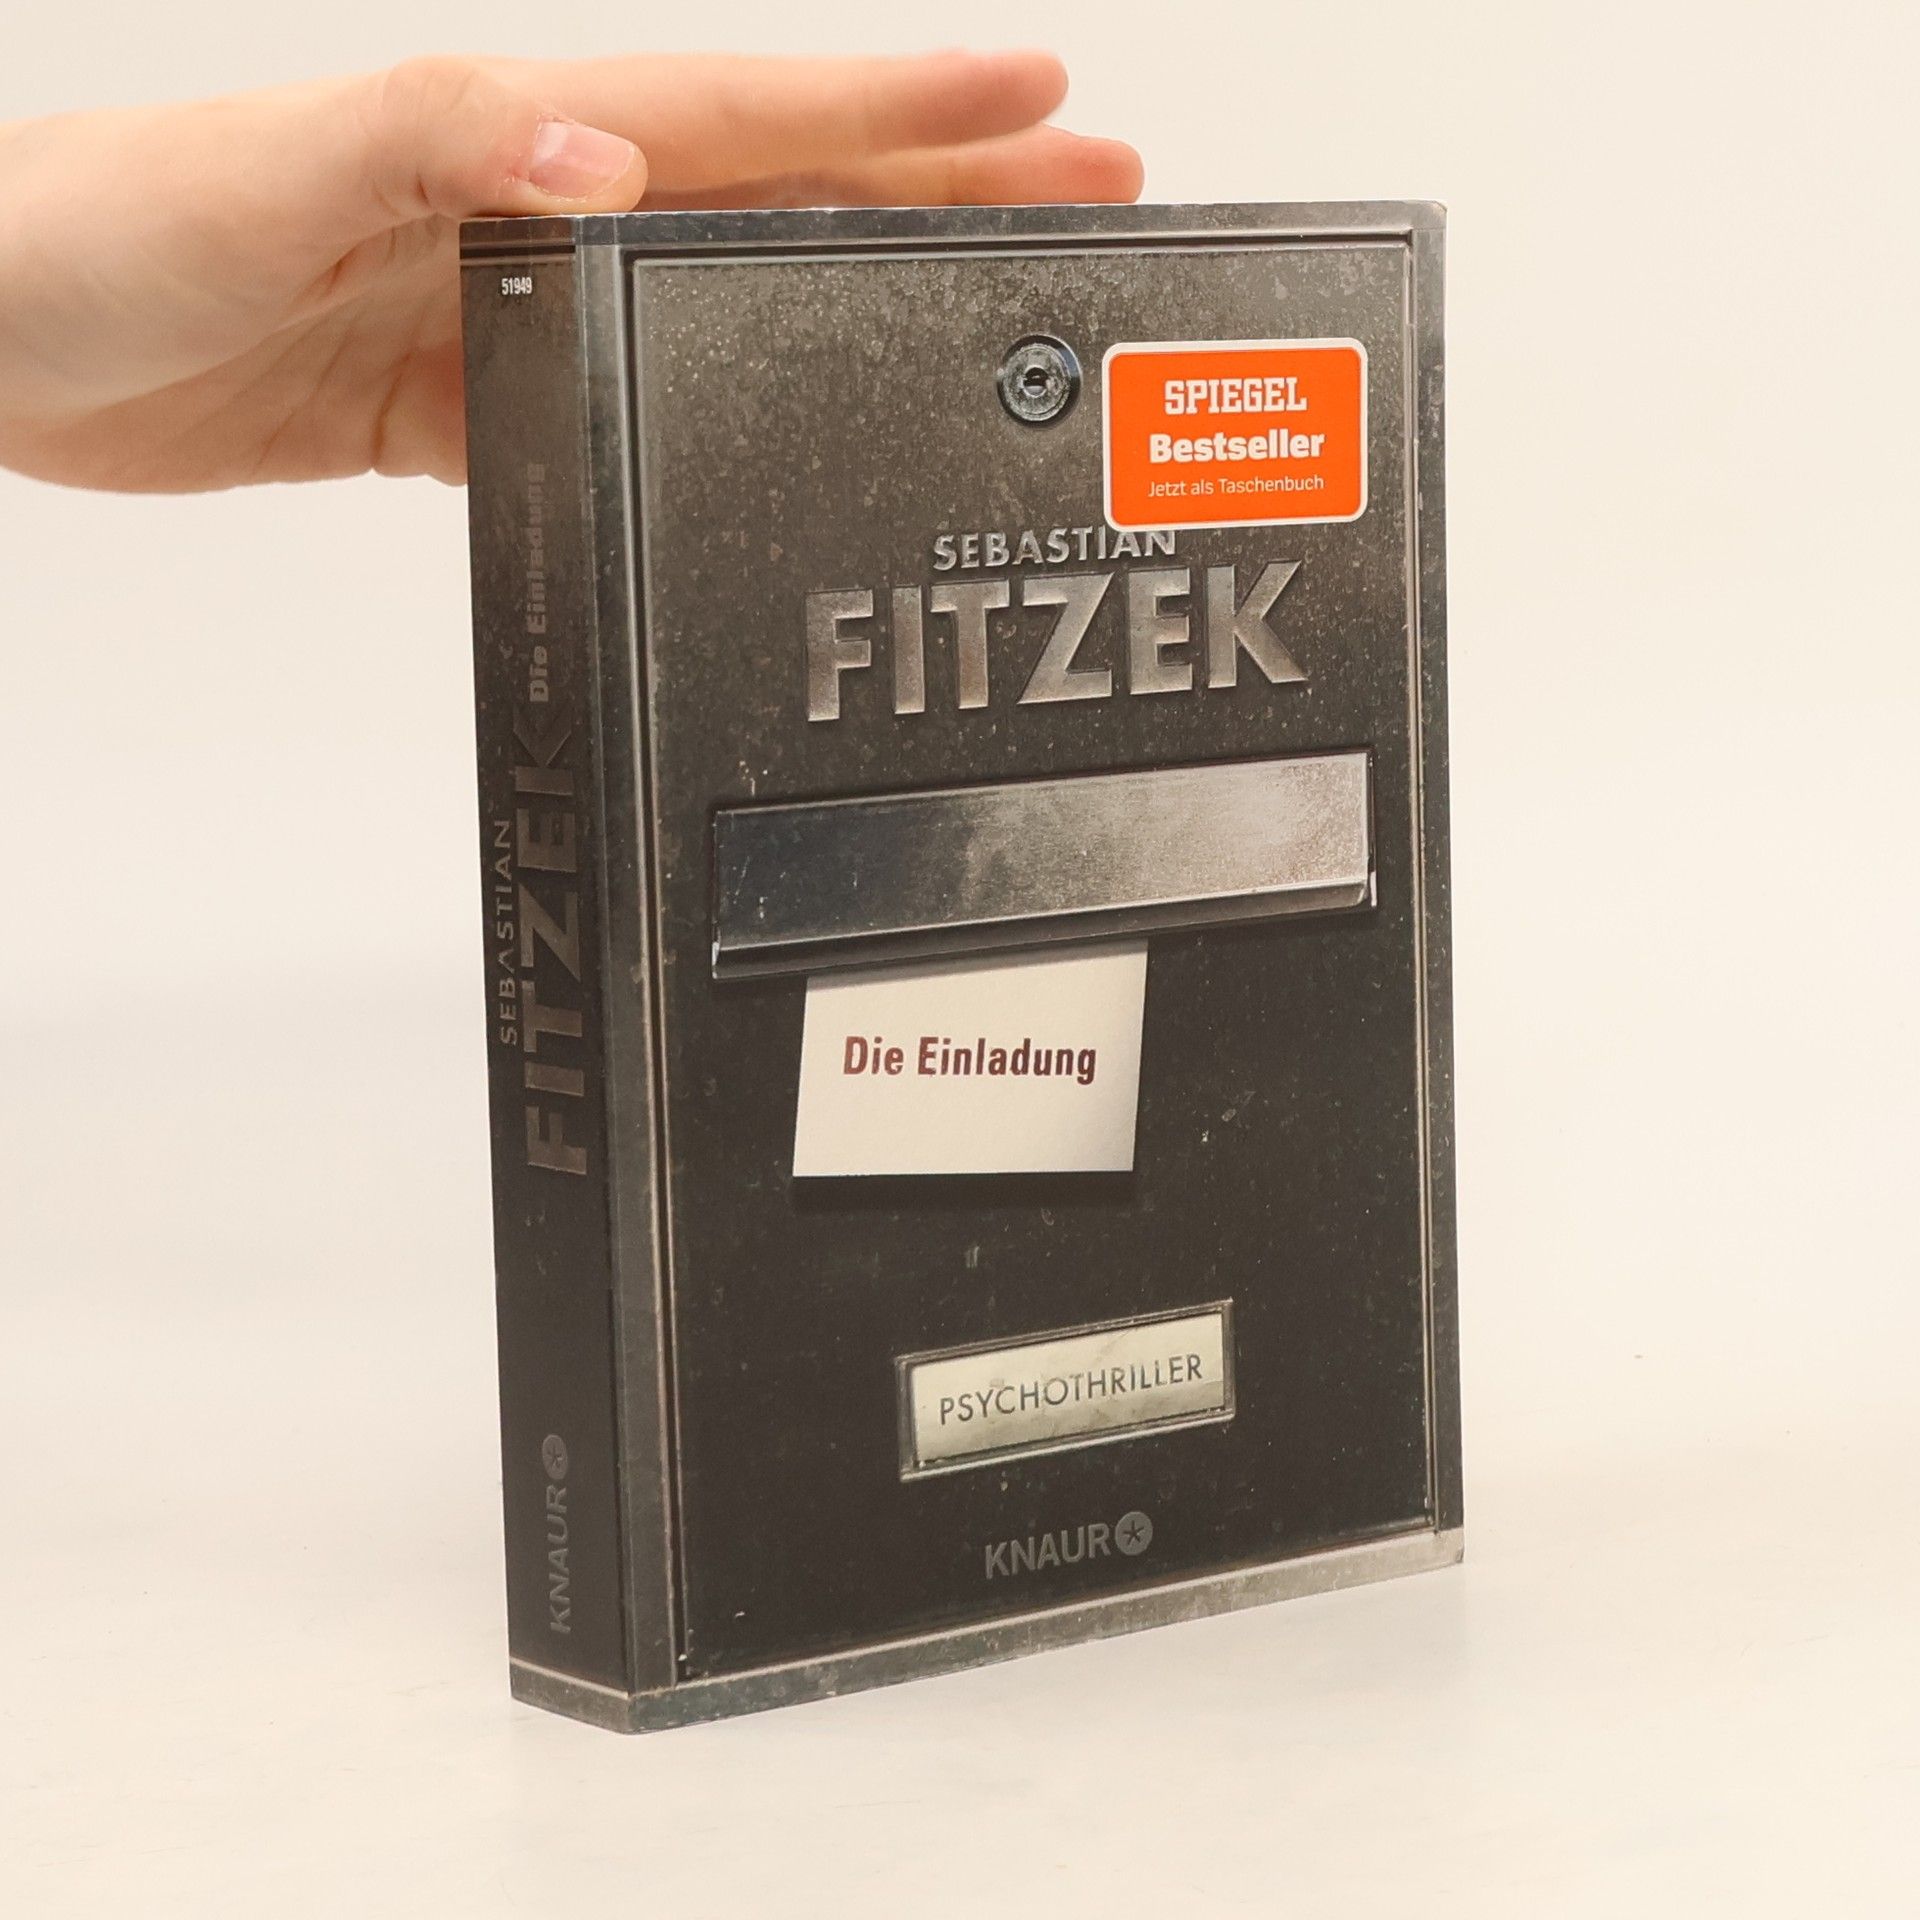 51949
Die Einladung
SEBASTIAN
FITZEK
KNAUR
SPIEGEL
Bestseller
Jetzt als Taschenbuch
SEBASTIAN
FITZEK
Die Einladung
PSYCHOTHRILLER
KNAUR